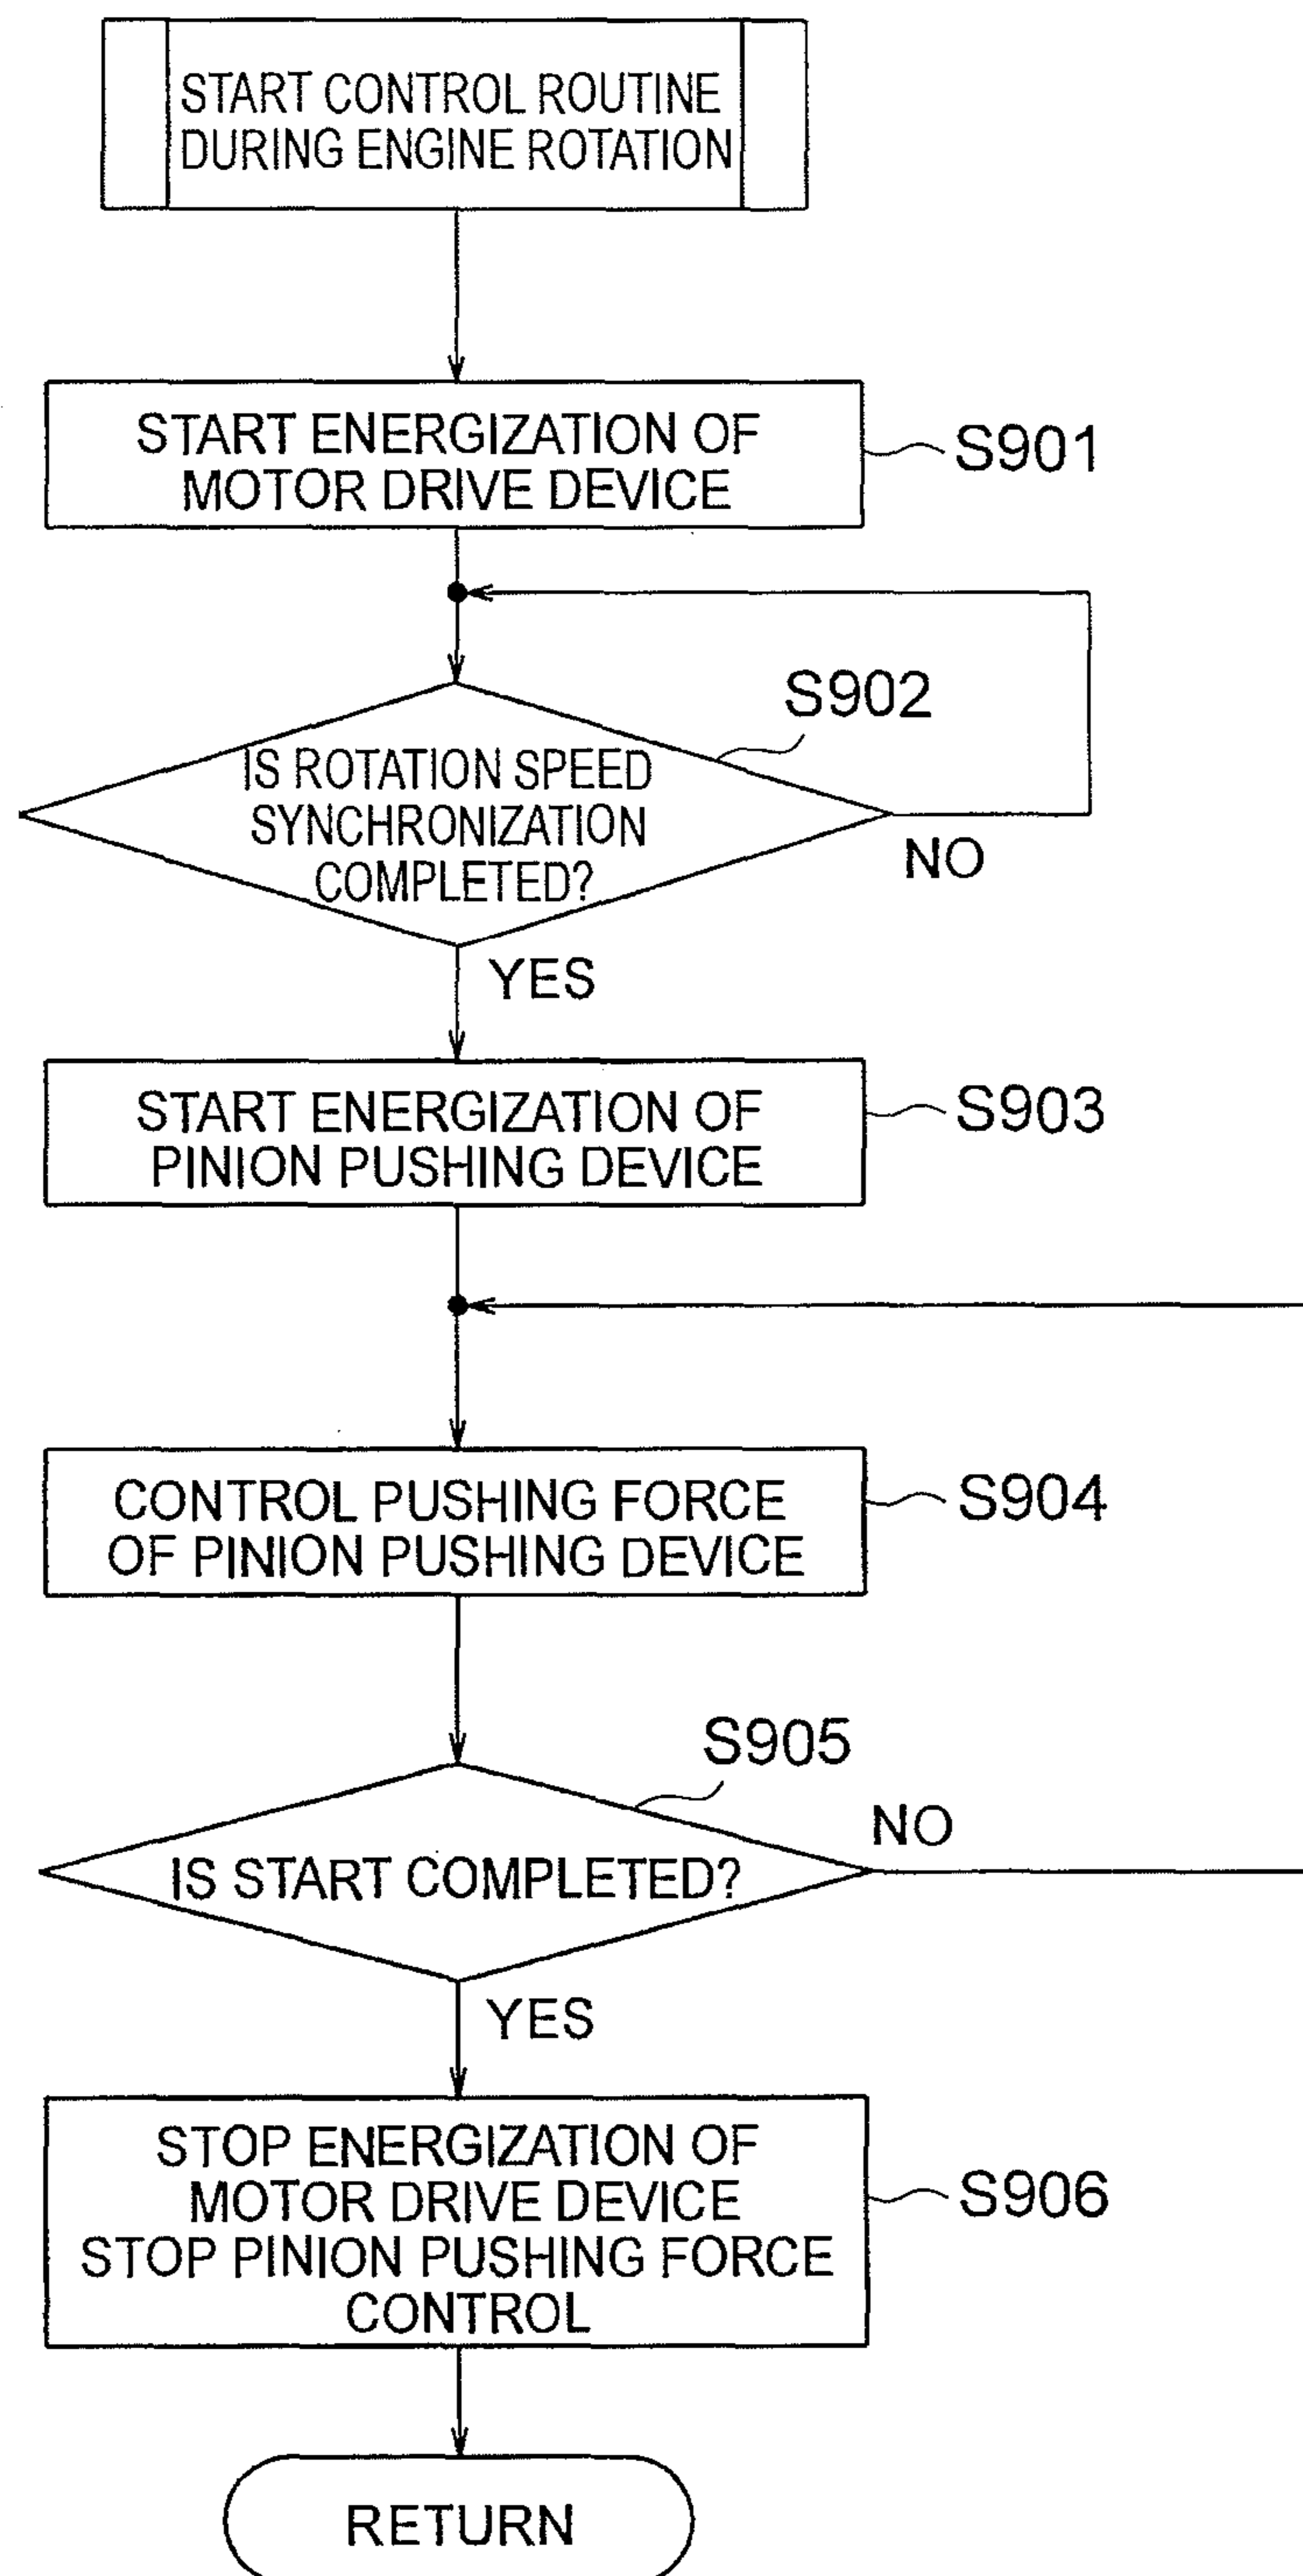 START CONTROL ROUTINE
DURING ENGINE ROTATION
START ENERGIZATION OF
MOTOR DRIVE DEVICE
S901
S902
IS ROTATION SPEED
SYNCHRONIZATION
COMPLETED?
NO
YES
START ENERGIZATION OF
PINION PUSHING DEVICE
S903
CONTROL PUSHING FORCE
OF PINION PUSHING DEVICE
S904
S905
NO
IS START COMPLETED?
YES
STOP ENERGIZATION OF
MOTOR DRIVE DEVICE
STOP PINION PUSHING FORCE
CONTROL
S906
RETURN